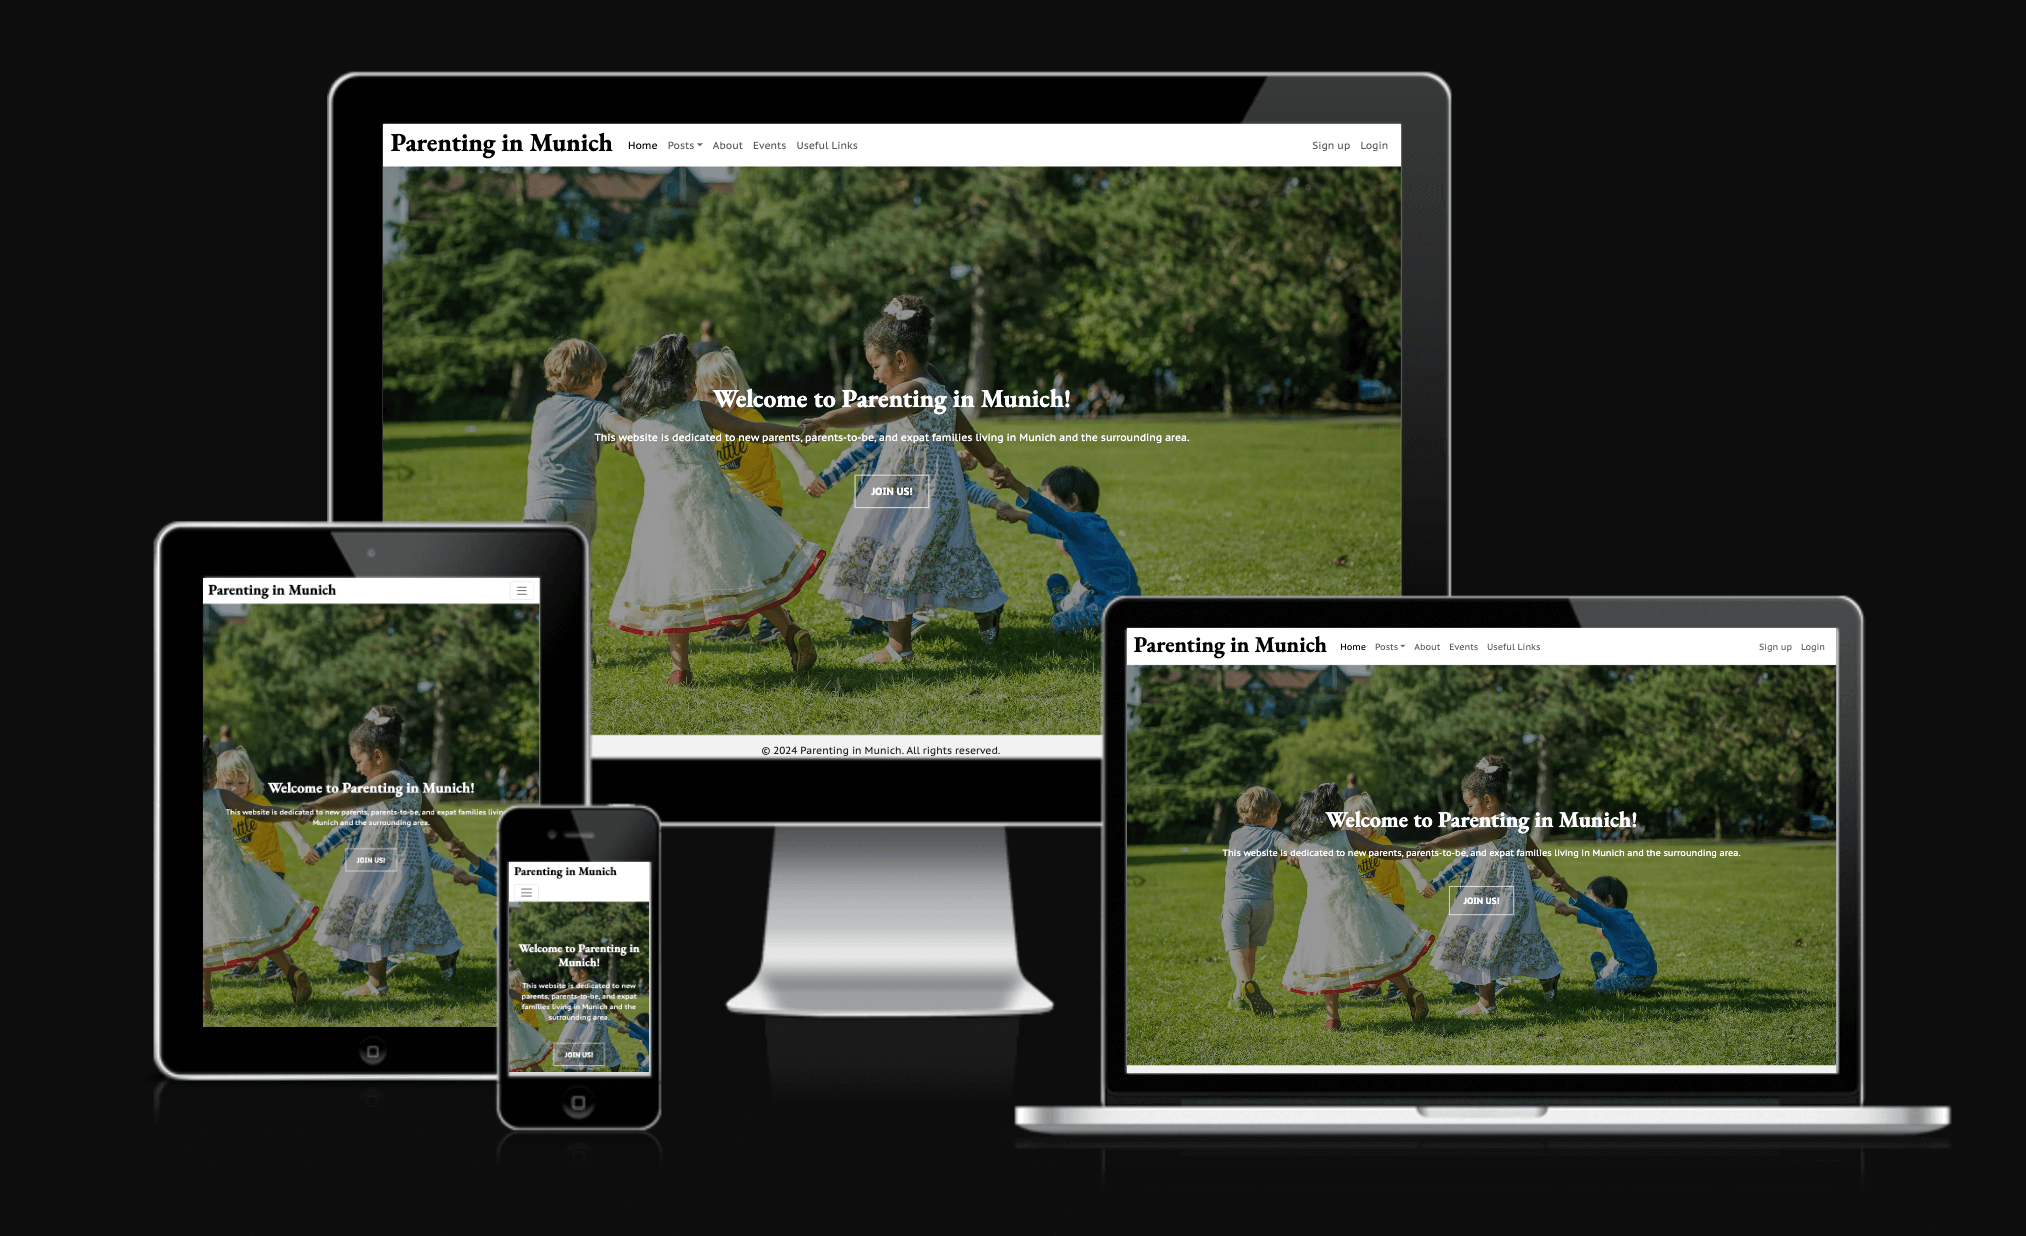 Parenting in Munich Home Posts About Events Useful Links Sign up Login
Welcome to Parenting in Munich!
This website is dedicated to new parents, parents-to-be, and expat families living in Munich and the surrounding area.
JOIN US!
© 2024 Parenting in Munich. All rights reserved.
Parenting in Munich
Welcome to Parenting in Munich!
This website is dedicated to new parents, parents-to-be, and expat families
Munich and the surrounding area.
JOIN US!
Parenting in Munich
Welcome to Parenting in
Munich!
This website is dedicated to new
parents, parents-to-be, and expat
families living in Munich and the
surrounding area.
JOIN US!
Parenting in Munich Home Posts About Events Useful Links Sign up Login
Welcome to Parenting in Munich!
This website is dedicated to new parents, parents-to-be, and expat families living in Munich and the surrounding area.
JOIN US!